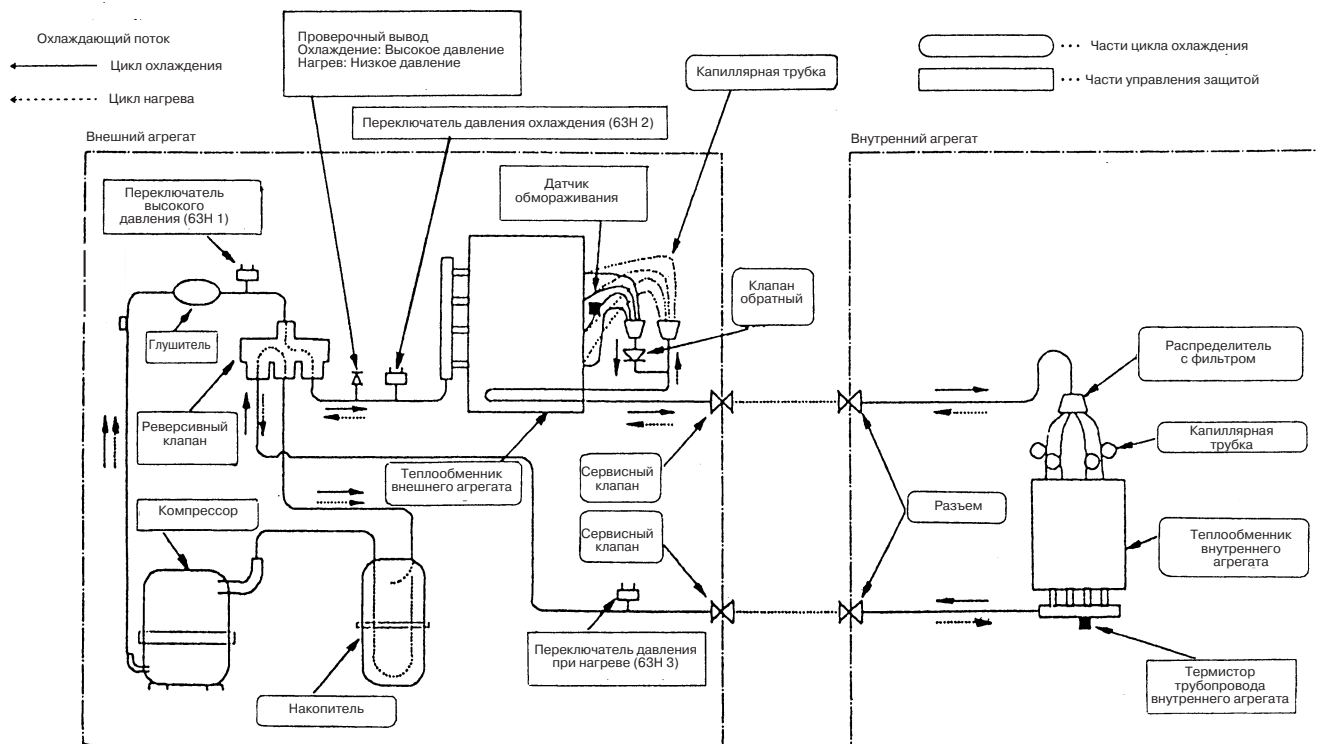 Охлаждающий поток
Цикл охлаждения
Цикл нагрева
Проверочный вывод
Охлаждение: Высокое давление
Нагрев: Низкое давление
Капиллярная трубка
Части цикла охлаждения
Части управления защитой
Переключатель давления охлаждения (63Н 2)
Внешний агрегат
Внутренний агрегат
Переключатель
высокого
давления (63Н 1)
Датчик
обмораживания
Клапан
обратный
Глушитель
Распределитель
с фильтром
Реверсивный
клапан
Капиллярная
трубка
Теплообменник
внешнего агрегата
Сервисный
клапан
Компрессор
Разъем
Сервисный
клапан
Теплообменник
внутреннего
агрегата
Переключатель давления
при нагреве (63Н 3)
Термистор
трубопровода
внутреннего агрегата
Накопитель